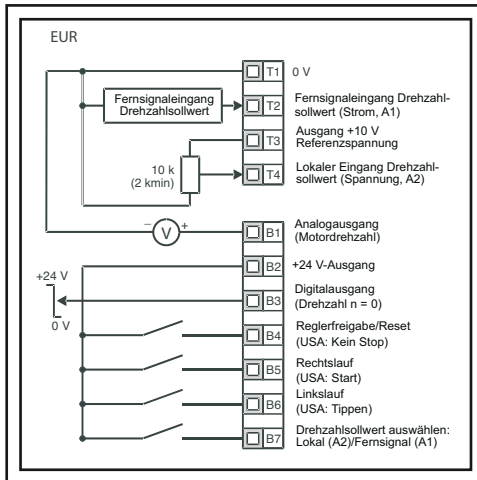 EUR
T1
0 V
Fernsignaleingang
Drehzahlsollwert
T2
Fernsignaleingang Drehzahl-
sollwert (Strom, A1)
T3
Ausgang +10 V
Referenzspannung
10 k
(2 kmin)
T4
Lokaler Eingang Drehzahl-
sollwert (Spannung, A2)
− V +
B1
Analogausgang
(Motordrehzahl)
B2
+24 V-Ausgang
+24 V
0 V
B3
Digitalausgang
(Drehzahl n = 0)
B4
Reglerfreigabe/Reset
(USA: Kein Stop)
B5
Rechtslauf
(USA: Start)
B6
Linkslauf
(USA: Tippen)
B7
Drehzahlsollwert auswählen:
Lokal (A2)/Fernsignal (A1)